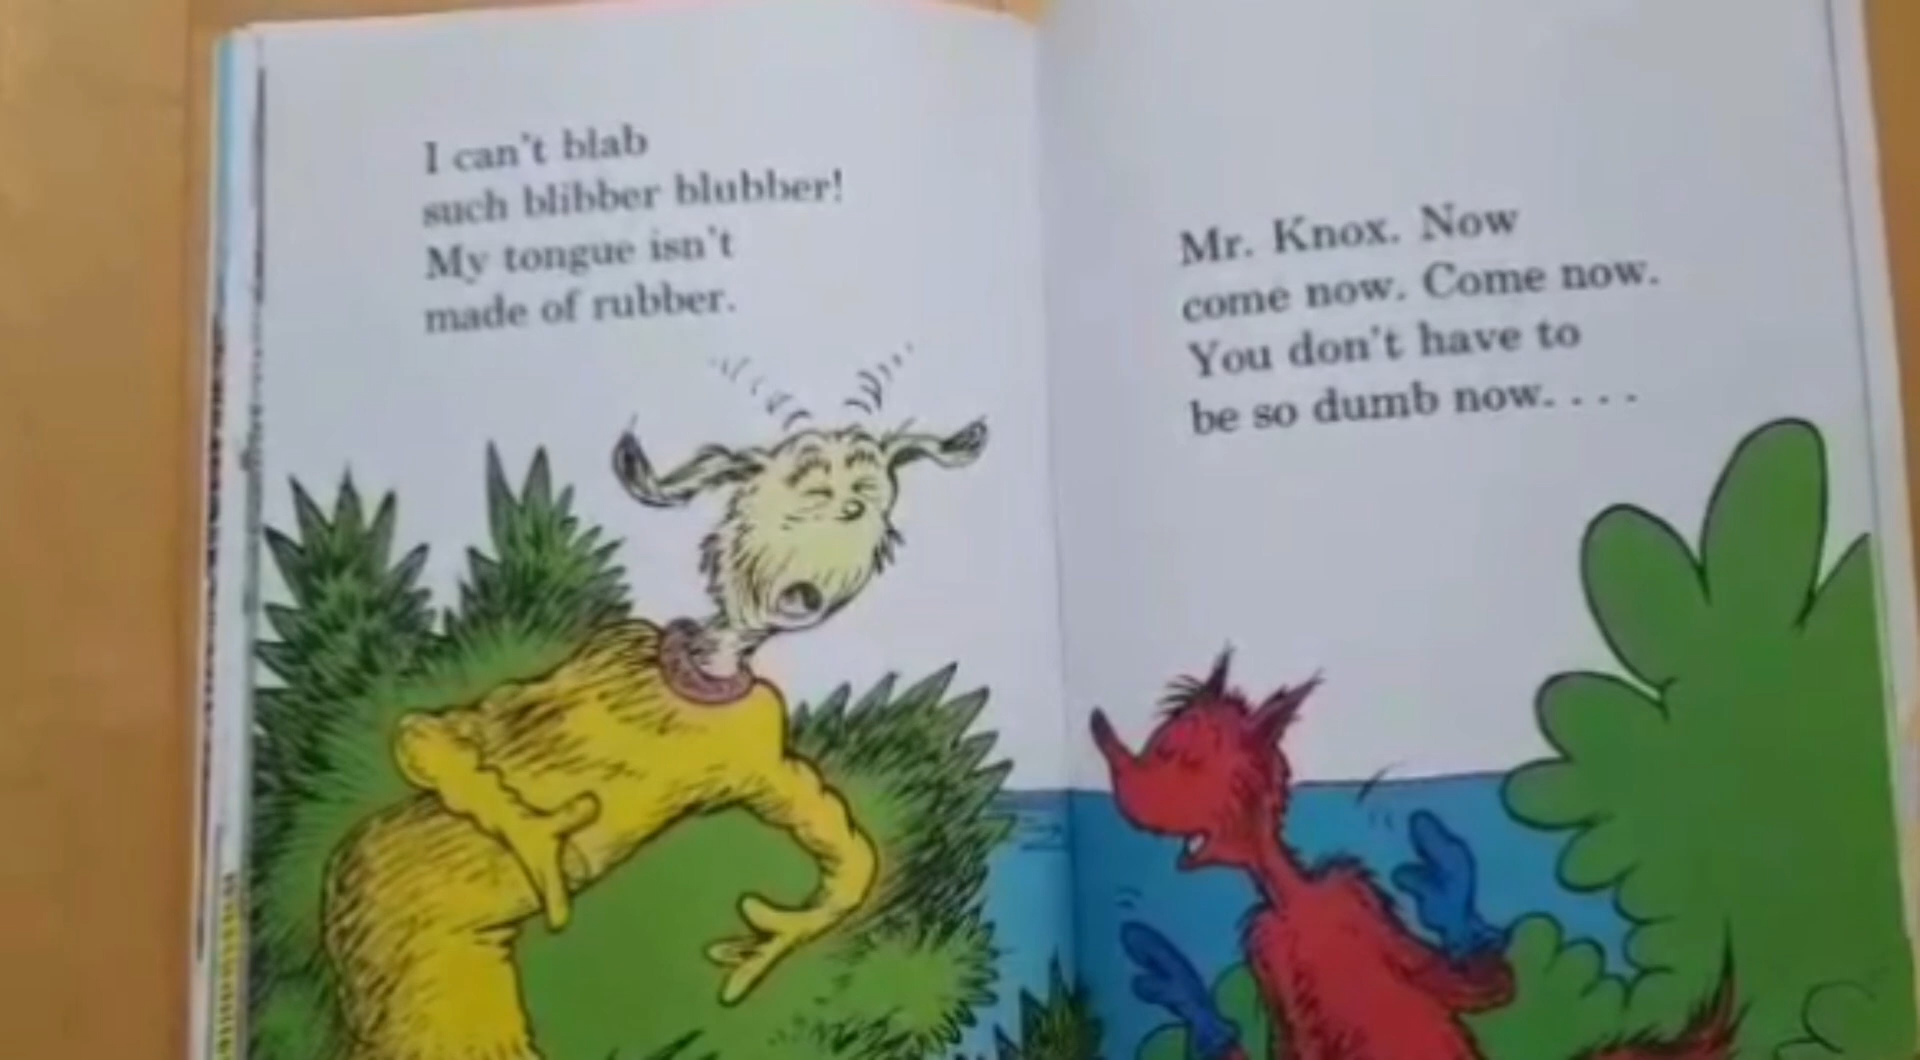 I can't blab
such blibber blubber!
My tongue isn't
made of rubber.
Mr. Knox. Now
come now. Come now.
You don't have to
be so dumb now. . . .